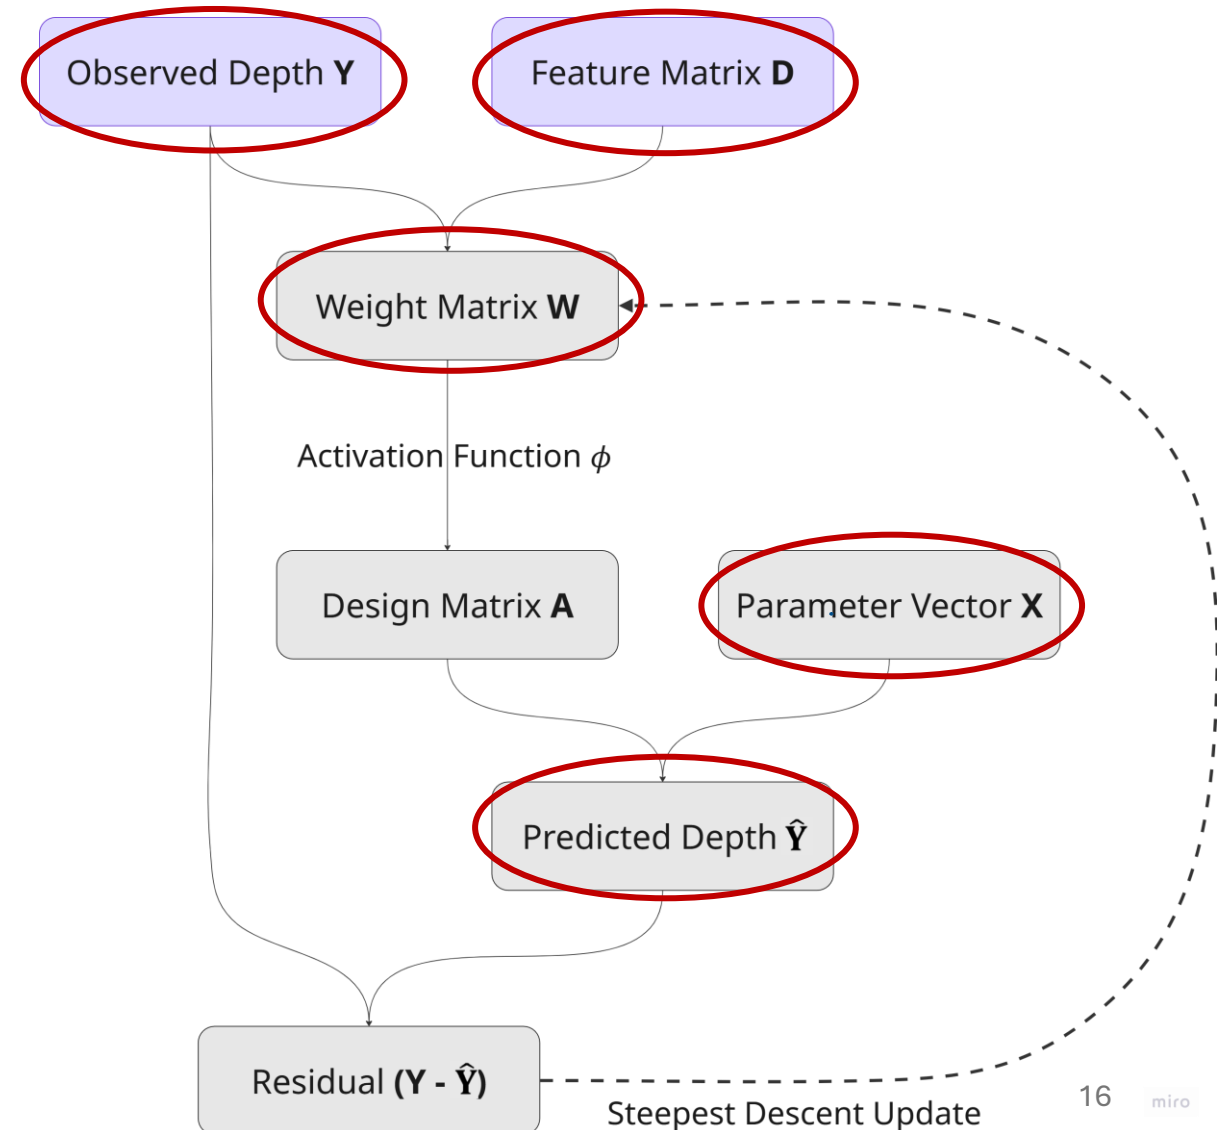 Observed Depth Y
Feature Matrix D
Weight Matrix W
Activation Function ϕ
Design Matrix A
Parameter Vector X
Predicted Depth Ŷ
Residual (Y - Ŷ)
Steepest Descent Update
16
miro